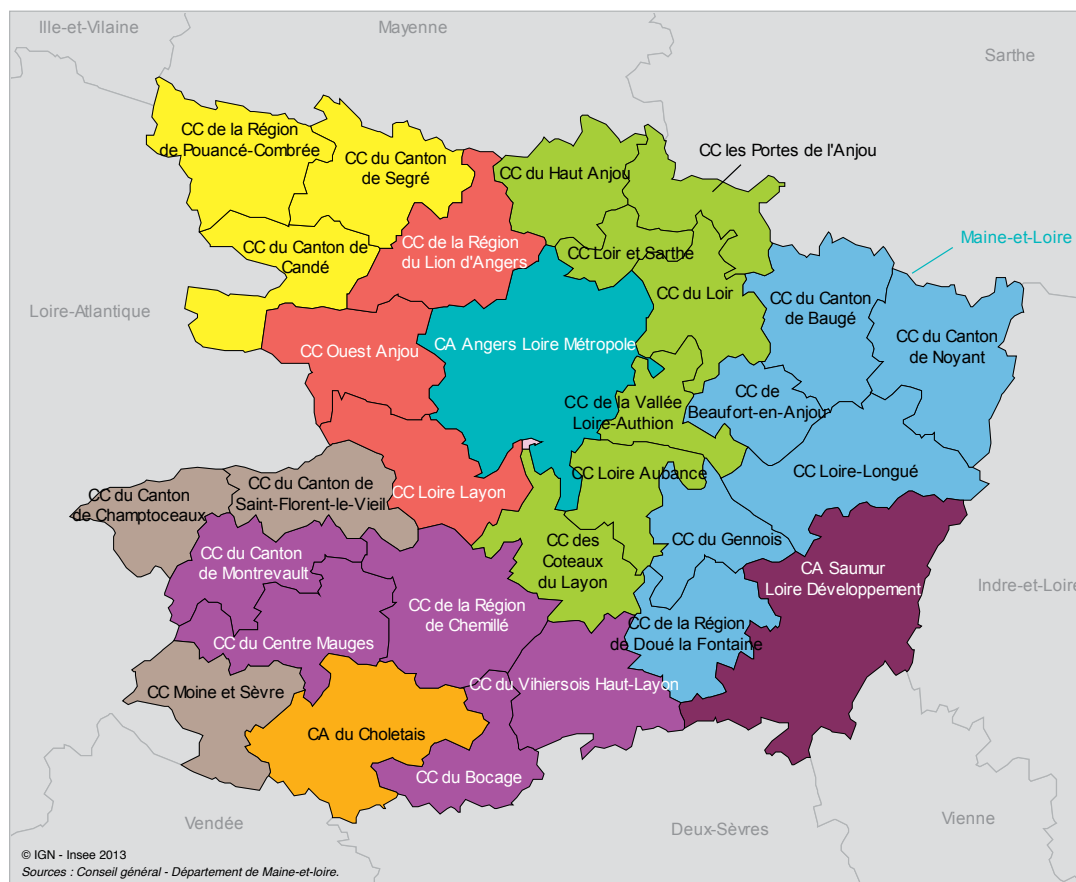 Ille-et-Vilaine
Mayenne
Sarthe
CC de la Région
de Pouancé-Combrée
CC du Canton
de Segré
CC du Haut Anjou
CC les Portes de l'Anjou
CC du Canton de
Candé
CC de la Région
du Lion d'Angers
CC Loir et Sarthe
Maine-et-Loire
Loire-Atlantique
CC du Loir
CC du Canton
de Baugé
CC du Canton
de Noyant
CC Ouest Anjou
CA Angers Loire Métropole
CC de la Vallée
Loire-Authion
CC de
Beaufort-en-Anjou
CC du Canton
de Champtoceaux
CC du Canton de
Saint-Florent-le-Vieil
CC Loire Layon
CC Loire Aubance
CC Loire-Longué
CC du Canton
de Montrevault
CC des
Coteaux
du Layon
CC du Gennois
CA Saumur
Loire Développement
Indre-et-Loire
CC de la Région
de Chemillé
CC du Centre Mauges
CC de la Région
de Doué la Fontaine
CC Moine et Sèvre
CC du Vihiersois Haut-Layon
CA du Choletais
CC du Bocage
Vendée
Deux-Sèvres
Vienne
© IGN - Insee 2013
Sources : Conseil général - Département de Maine-et-loire.